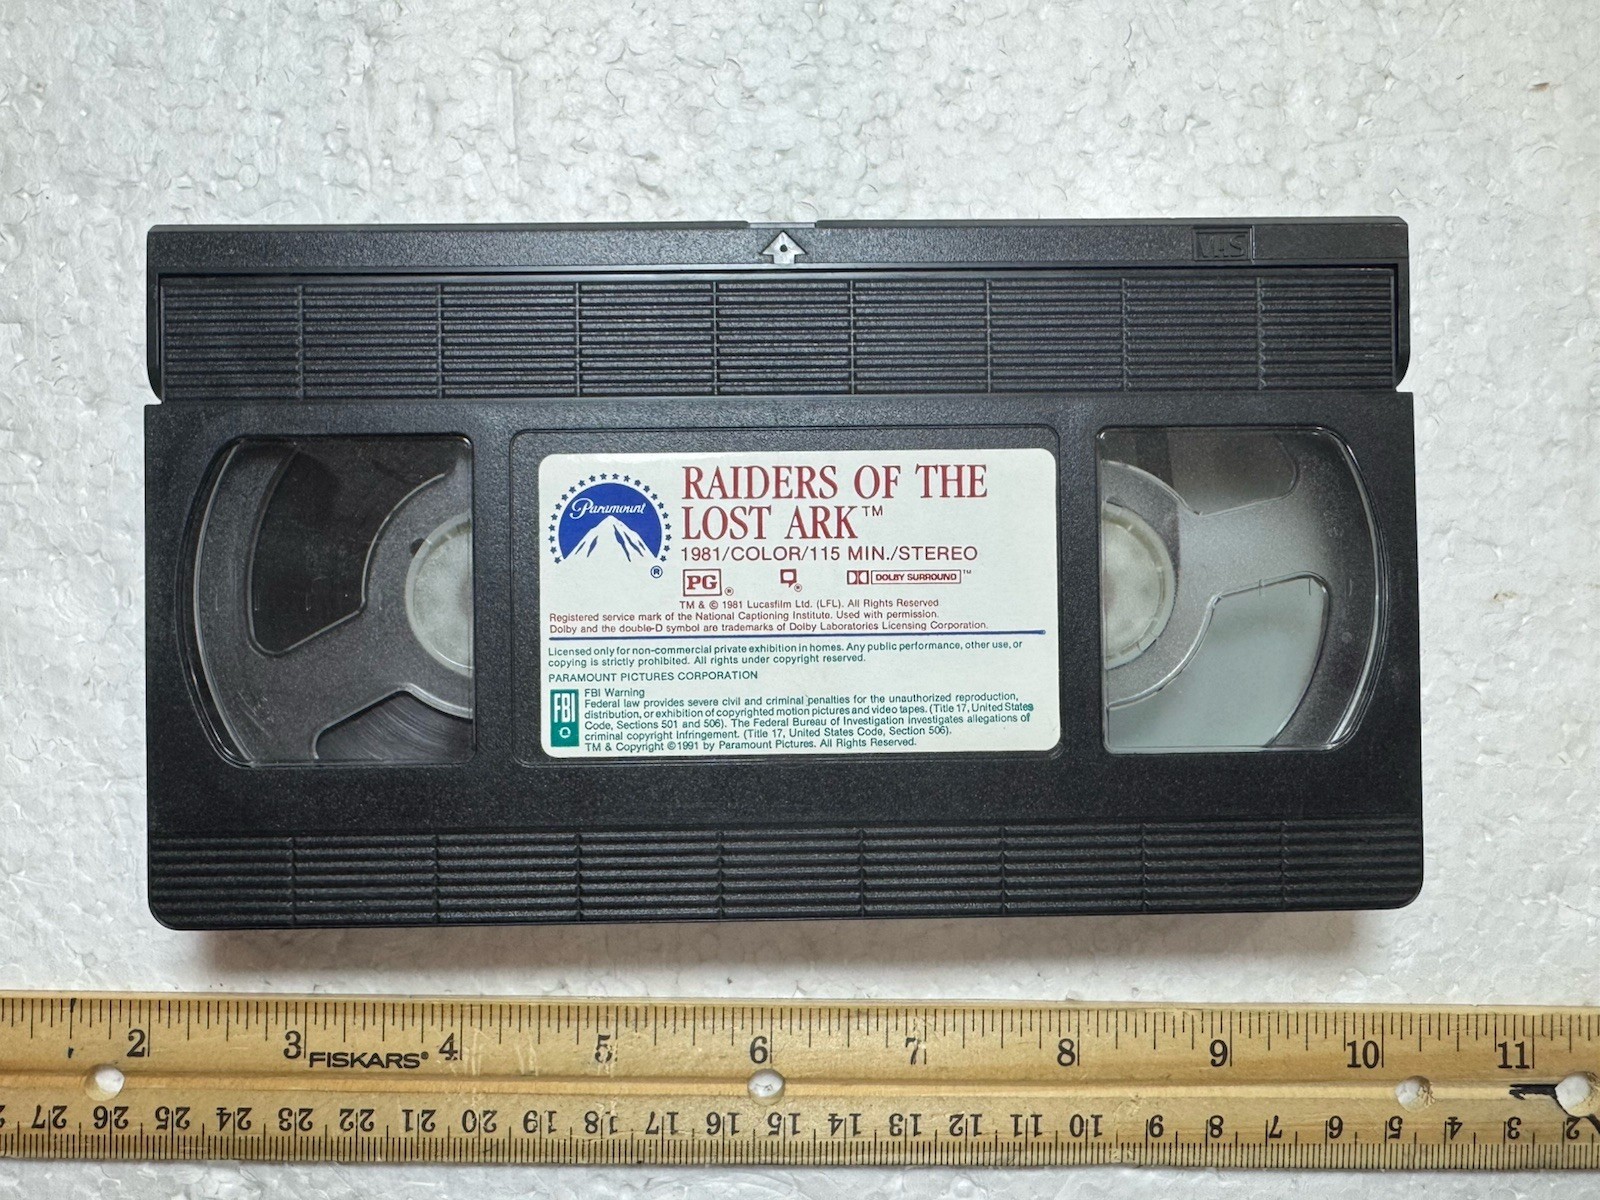 VHS
Paramount
®
RAIDERS OF THE
LOST ARK™
1981/COLOR/115 MIN./STEREO
PG ® ® DOLBY SURROUND™
TM & © 1981 Lucasfilm Ltd. (LFL). All Rights Reserved
Registered service mark of the National Captioning Institute. Used with permission.
Dolby and the double-D symbol are trademarks of Dolby Laboratories Licensing Corporation.
Licensed only for non-commercial private exhibition in homes. Any public performance, other use, or
copying is strictly prohibited. All rights under copyright reserved.
PARAMOUNT PICTURES CORPORATION
FBI
FBI Warning
Federal law provides severe civil and criminal penalties for the unauthorized reproduction,
distribution, or exhibition of copyrighted motion pictures and video tapes. (Title 17, United States
Code, Sections 501 and 506). The Federal Bureau of Investigation investigates allegations of
criminal copyright infringement. (Title 17, United States Code, Section 506).
TM & Copyright © 1991 by Paramount Pictures. All Rights Reserved.
2 3 FISKARS® 4 5 6 7 8 9 10 11
27 26 25 24 23 22 21 20 19 18 17 16 15 14 13 12 11 10 9 8 7 6 5 4 3 2